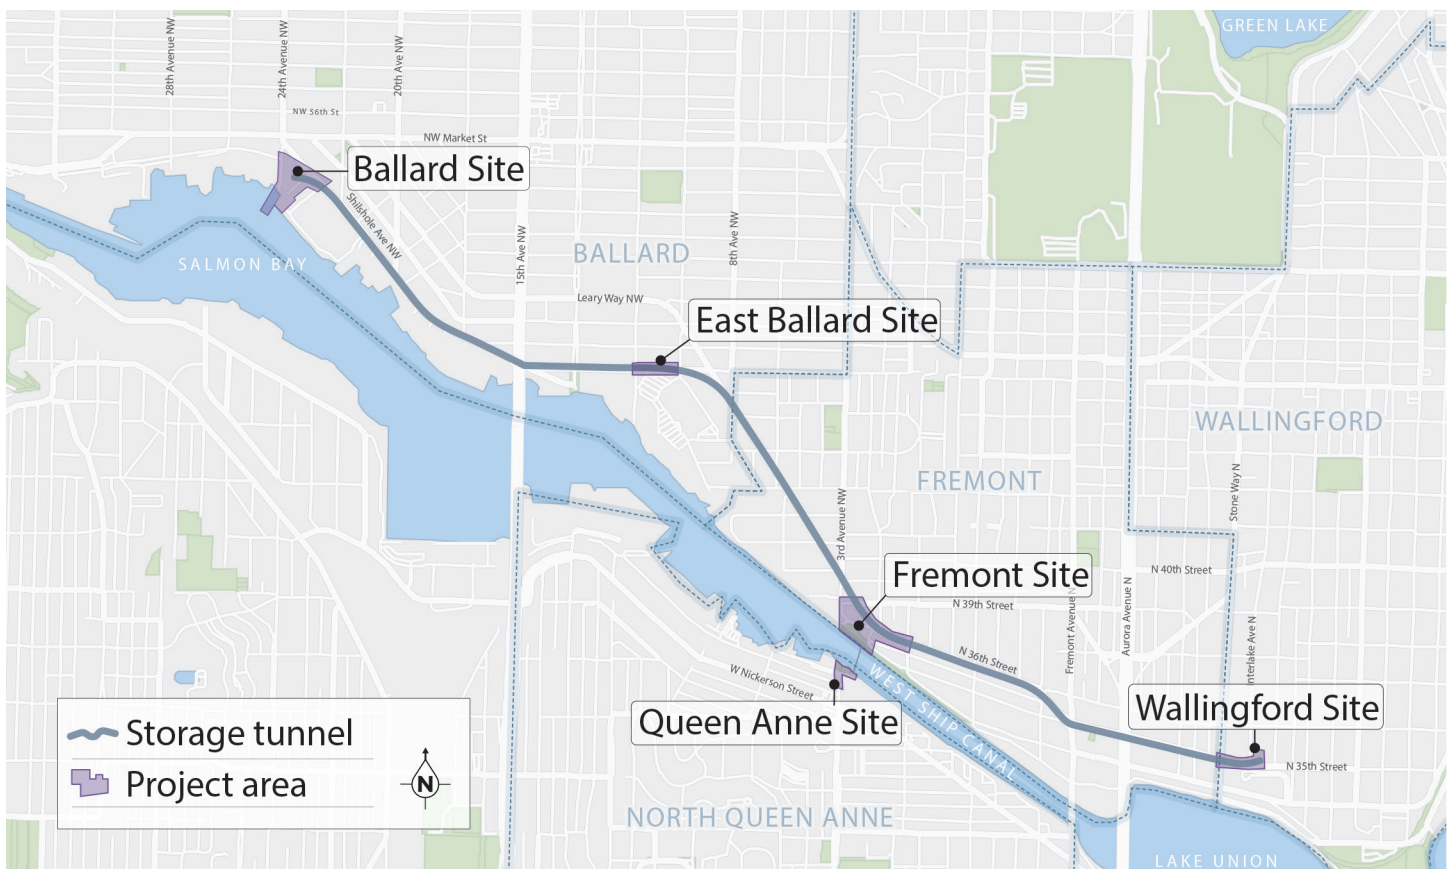 GREEN LAKE
28th Avenue NW
24th Avenue NW
20th Ave NW
NW 56th St
NW Market St
Ballard Site
Shilshole Ave NW
SALMON BAY
15th Ave NW
BALLARD
8th Ave NW
Leary Way NW
East Ballard Site
WALLINGFORD
FREMONT
Stone Way N
3rd Avenue NW
Fremont Site
N 40th Street
N 39th Street
Fremont Avenue N
Aurora Avenue N
nterlake Ave N
N 36th Street
W Nickerson Street
WEST SHIP CANAL
Queen Anne Site
Wallingford Site
N 35th Street
Storage tunnel
Project area
N
NORTH QUEEN ANNE
LAKE UNION